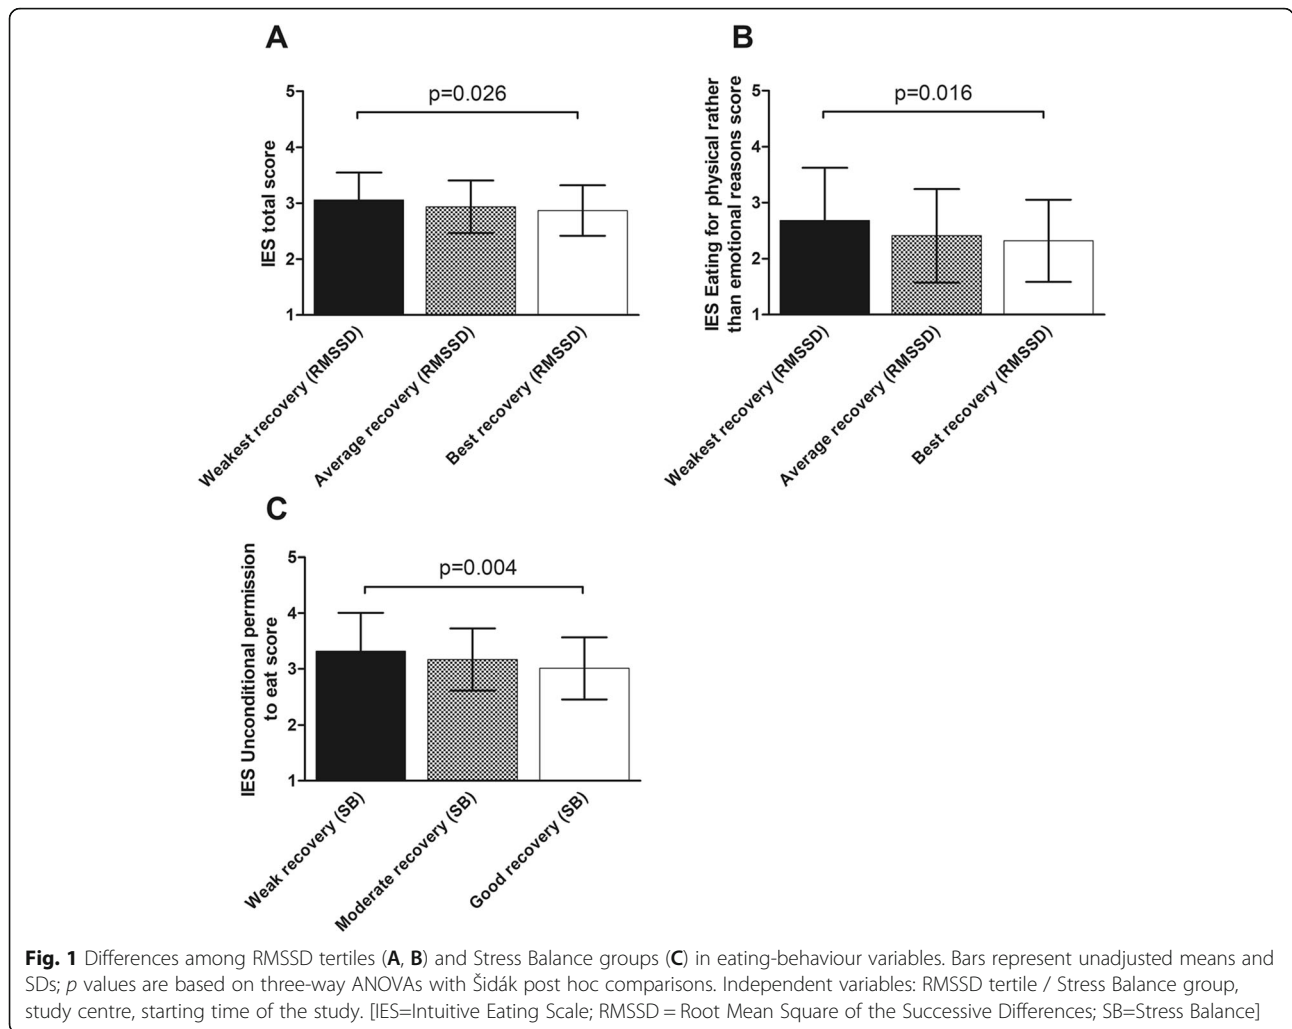 A
p=0.026
IES total score
5
4
3
2
1
Weakest recovery (RMSSD)
Average recovery (RMSSD)
Best recovery (RMSSD)
B
p=0.016
IES Eating for physical rather
than emotional reasons score
5
4
3
2
1
Weakest recovery (RMSSD)
Average recovery (RMSSD)
Best recovery (RMSSD)
C
p=0.004
IES Unconditional permission
to eat score
5
4
3
2
1
Weak recovery (SB)
Moderate recovery (SB)
Good recovery (SB)
Fig. 1 Differences among RMSSD tertiles (A, B) and Stress Balance groups (C) in eating-behaviour variables. Bars represent unadjusted means and
SDs; p values are based on three-way ANOVAs with Šidák post hoc comparisons. Independent variables: RMSSD tertile / Stress Balance group,
study centre, starting time of the study. [IES=Intuitive Eating Scale; RMSSD = Root Mean Square of the Successive Differences; SB=Stress Balance]